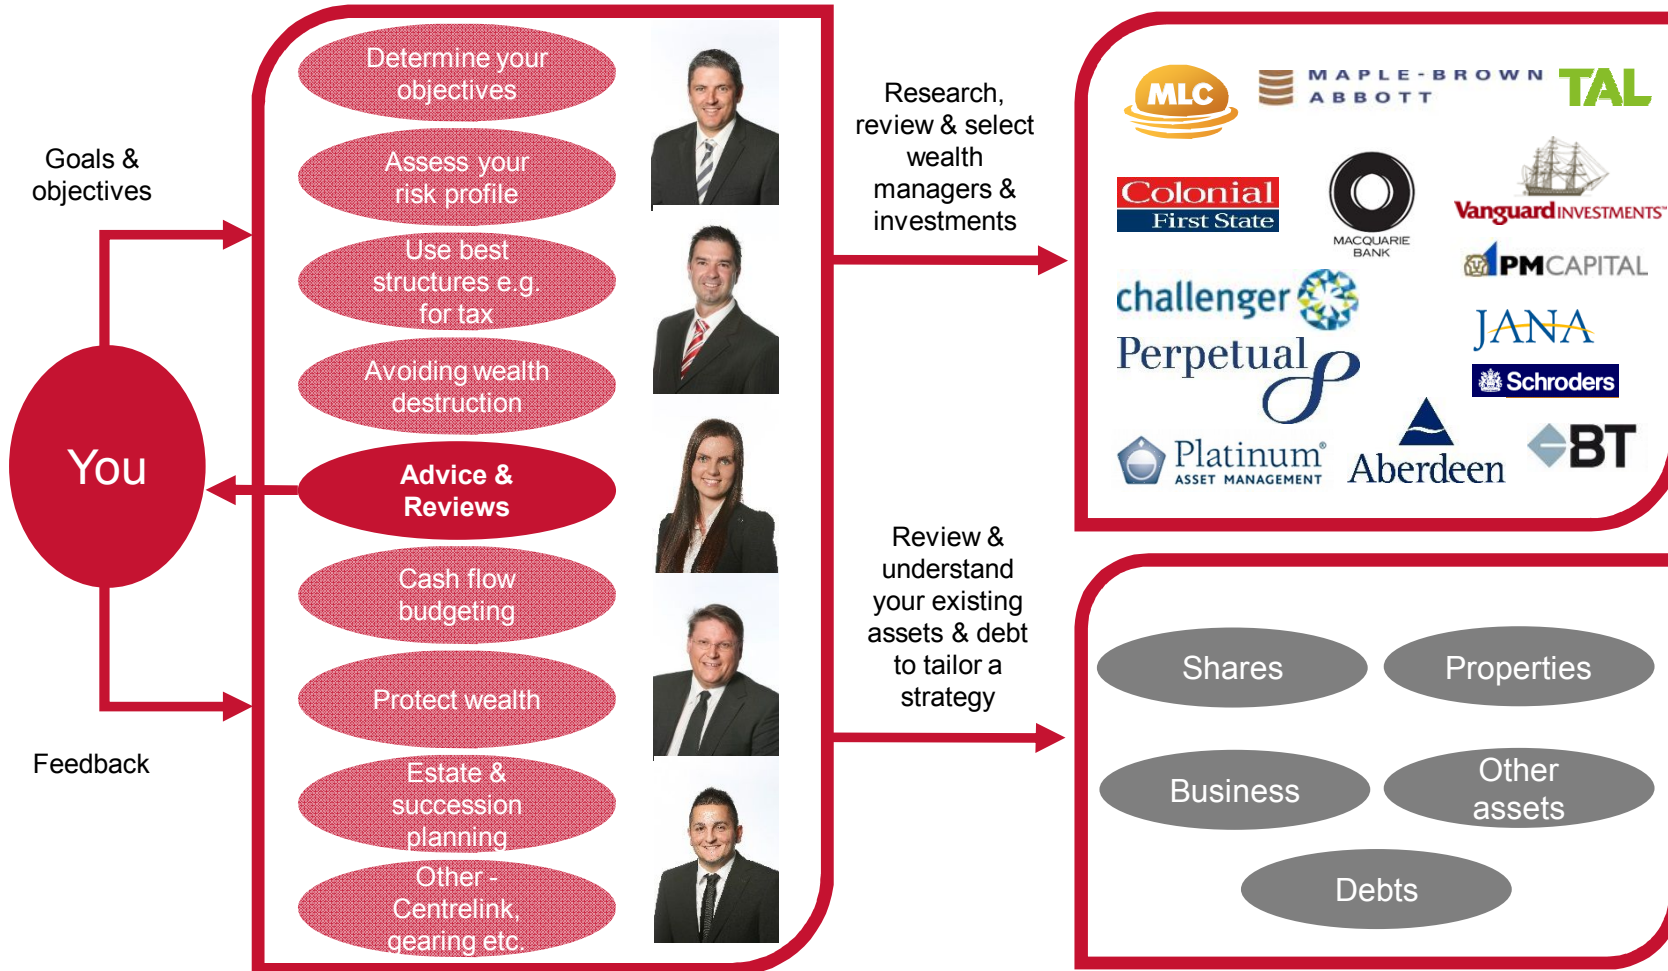 Goals &
objectives
You
Feedback
Determine your
objectives
Assess your
risk profile
Use best
structures e.g.
for tax
Avoiding wealth
destruction
Advice &
Reviews
Cash flow
budgeting
Protect wealth
Estate &
succession
planning
Other -
Centrelink,
gearing etc.
Research,
review & select
wealth
managers &
investments
Review &
understand
your existing
assets & debt
to tailor a
strategy
MLC
MAPLE-BROWN
ABBOTT
TAL
Colonial
First State
MACQUARIE
BANK
Vanguard INVESTMENTS™
PM CAPITAL
challenger
JANA
Perpetual
Schroders
Platinum®
ASSET MANAGEMENT
Aberdeen
BT
Shares
Properties
Business
Other
assets
Debts